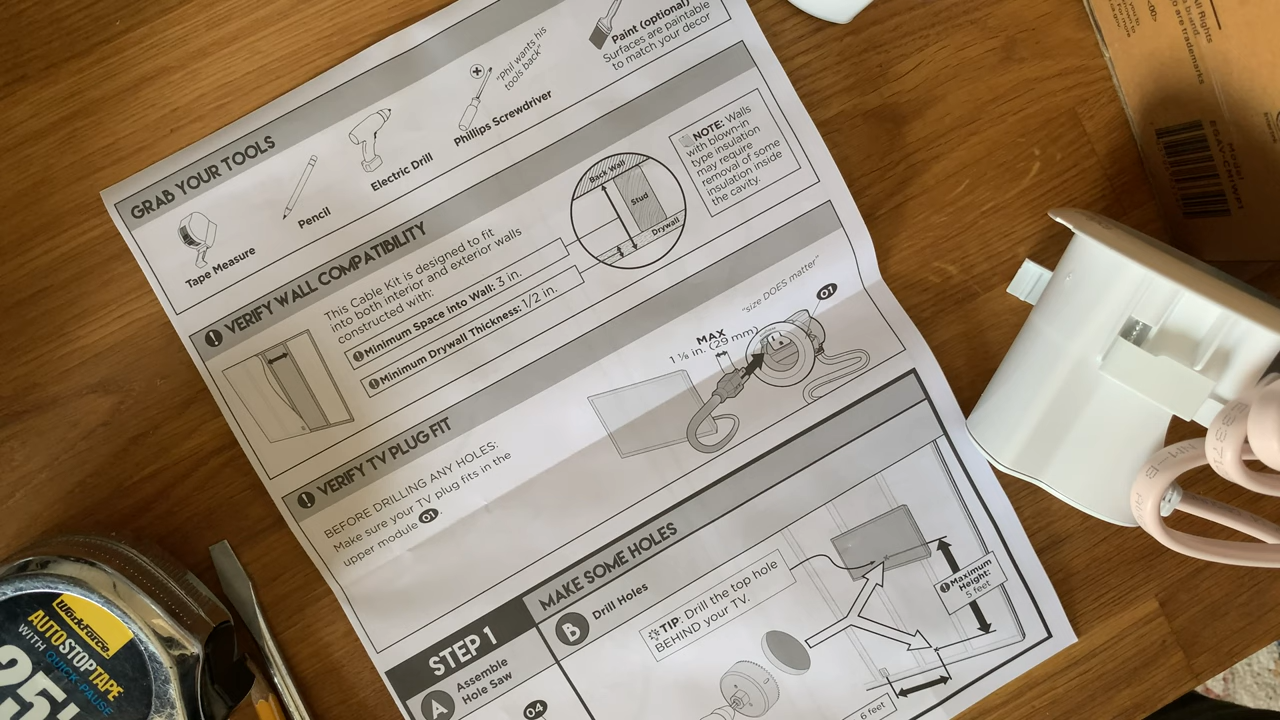 GRAB YOUR TOOLS
Tape Measure
Pencil
Electric Drill
Phillips Screwdriver
"Phil wants his
tools back"
Paint (optional)
Surfaces are paintable
to match your decor
! VERIFY WALL COMPATIBILITY
This Cable Kit is designed to fit
into both interior and exterior walls
constructed with:
! Minimum Space Into Wall: 3 in.
! Minimum Drywall Thickness: 1/2 in.
Back Wall
Stud
Drywall
NOTE: Walls
with blown-in
type insulation
may require
removal of some
insulation inside
the cavity.
! VERIFY TV PLUG FIT
BEFORE DRILLING ANY HOLES:
Make sure your TV plug fits in the
upper module 01.
MAX
1 1/8 in. (29 mm)
"size DOES matter"
01
STEP 1
MAKE SOME HOLES
A Assemble
Hole Saw
04
B Drill Holes
TIP: Drill the top hole
BEHIND your TV.
! Maximum
Height:
5 feet
6 feet
WORKFORCE
AUTOSTOP TAPE
WITH QUICK-PAUSE
25'
All Rights
are trademarks
Model